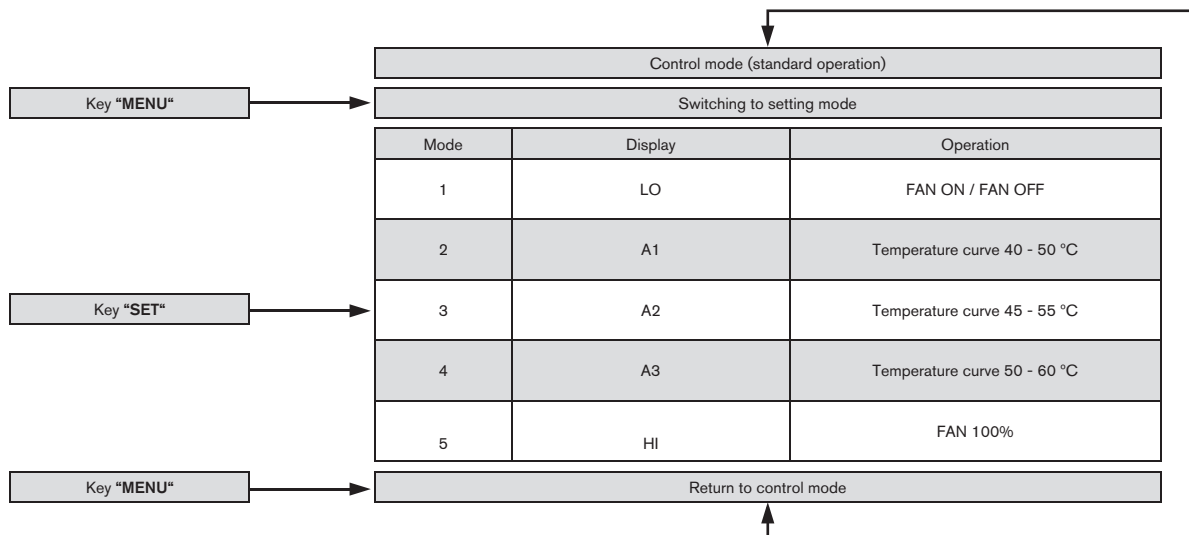 Control mode (standard operation)
Key “MENU“
Switching to setting mode
Mode Display Operation
1 LO FAN ON / FAN OFF
2 A1 Temperature curve 40 - 50 °C
Key “SET“
3 A2 Temperature curve 45 - 55 °C
4 A3 Temperature curve 50 - 60 °C
5 HI FAN 100%
Key “MENU“
Return to control mode